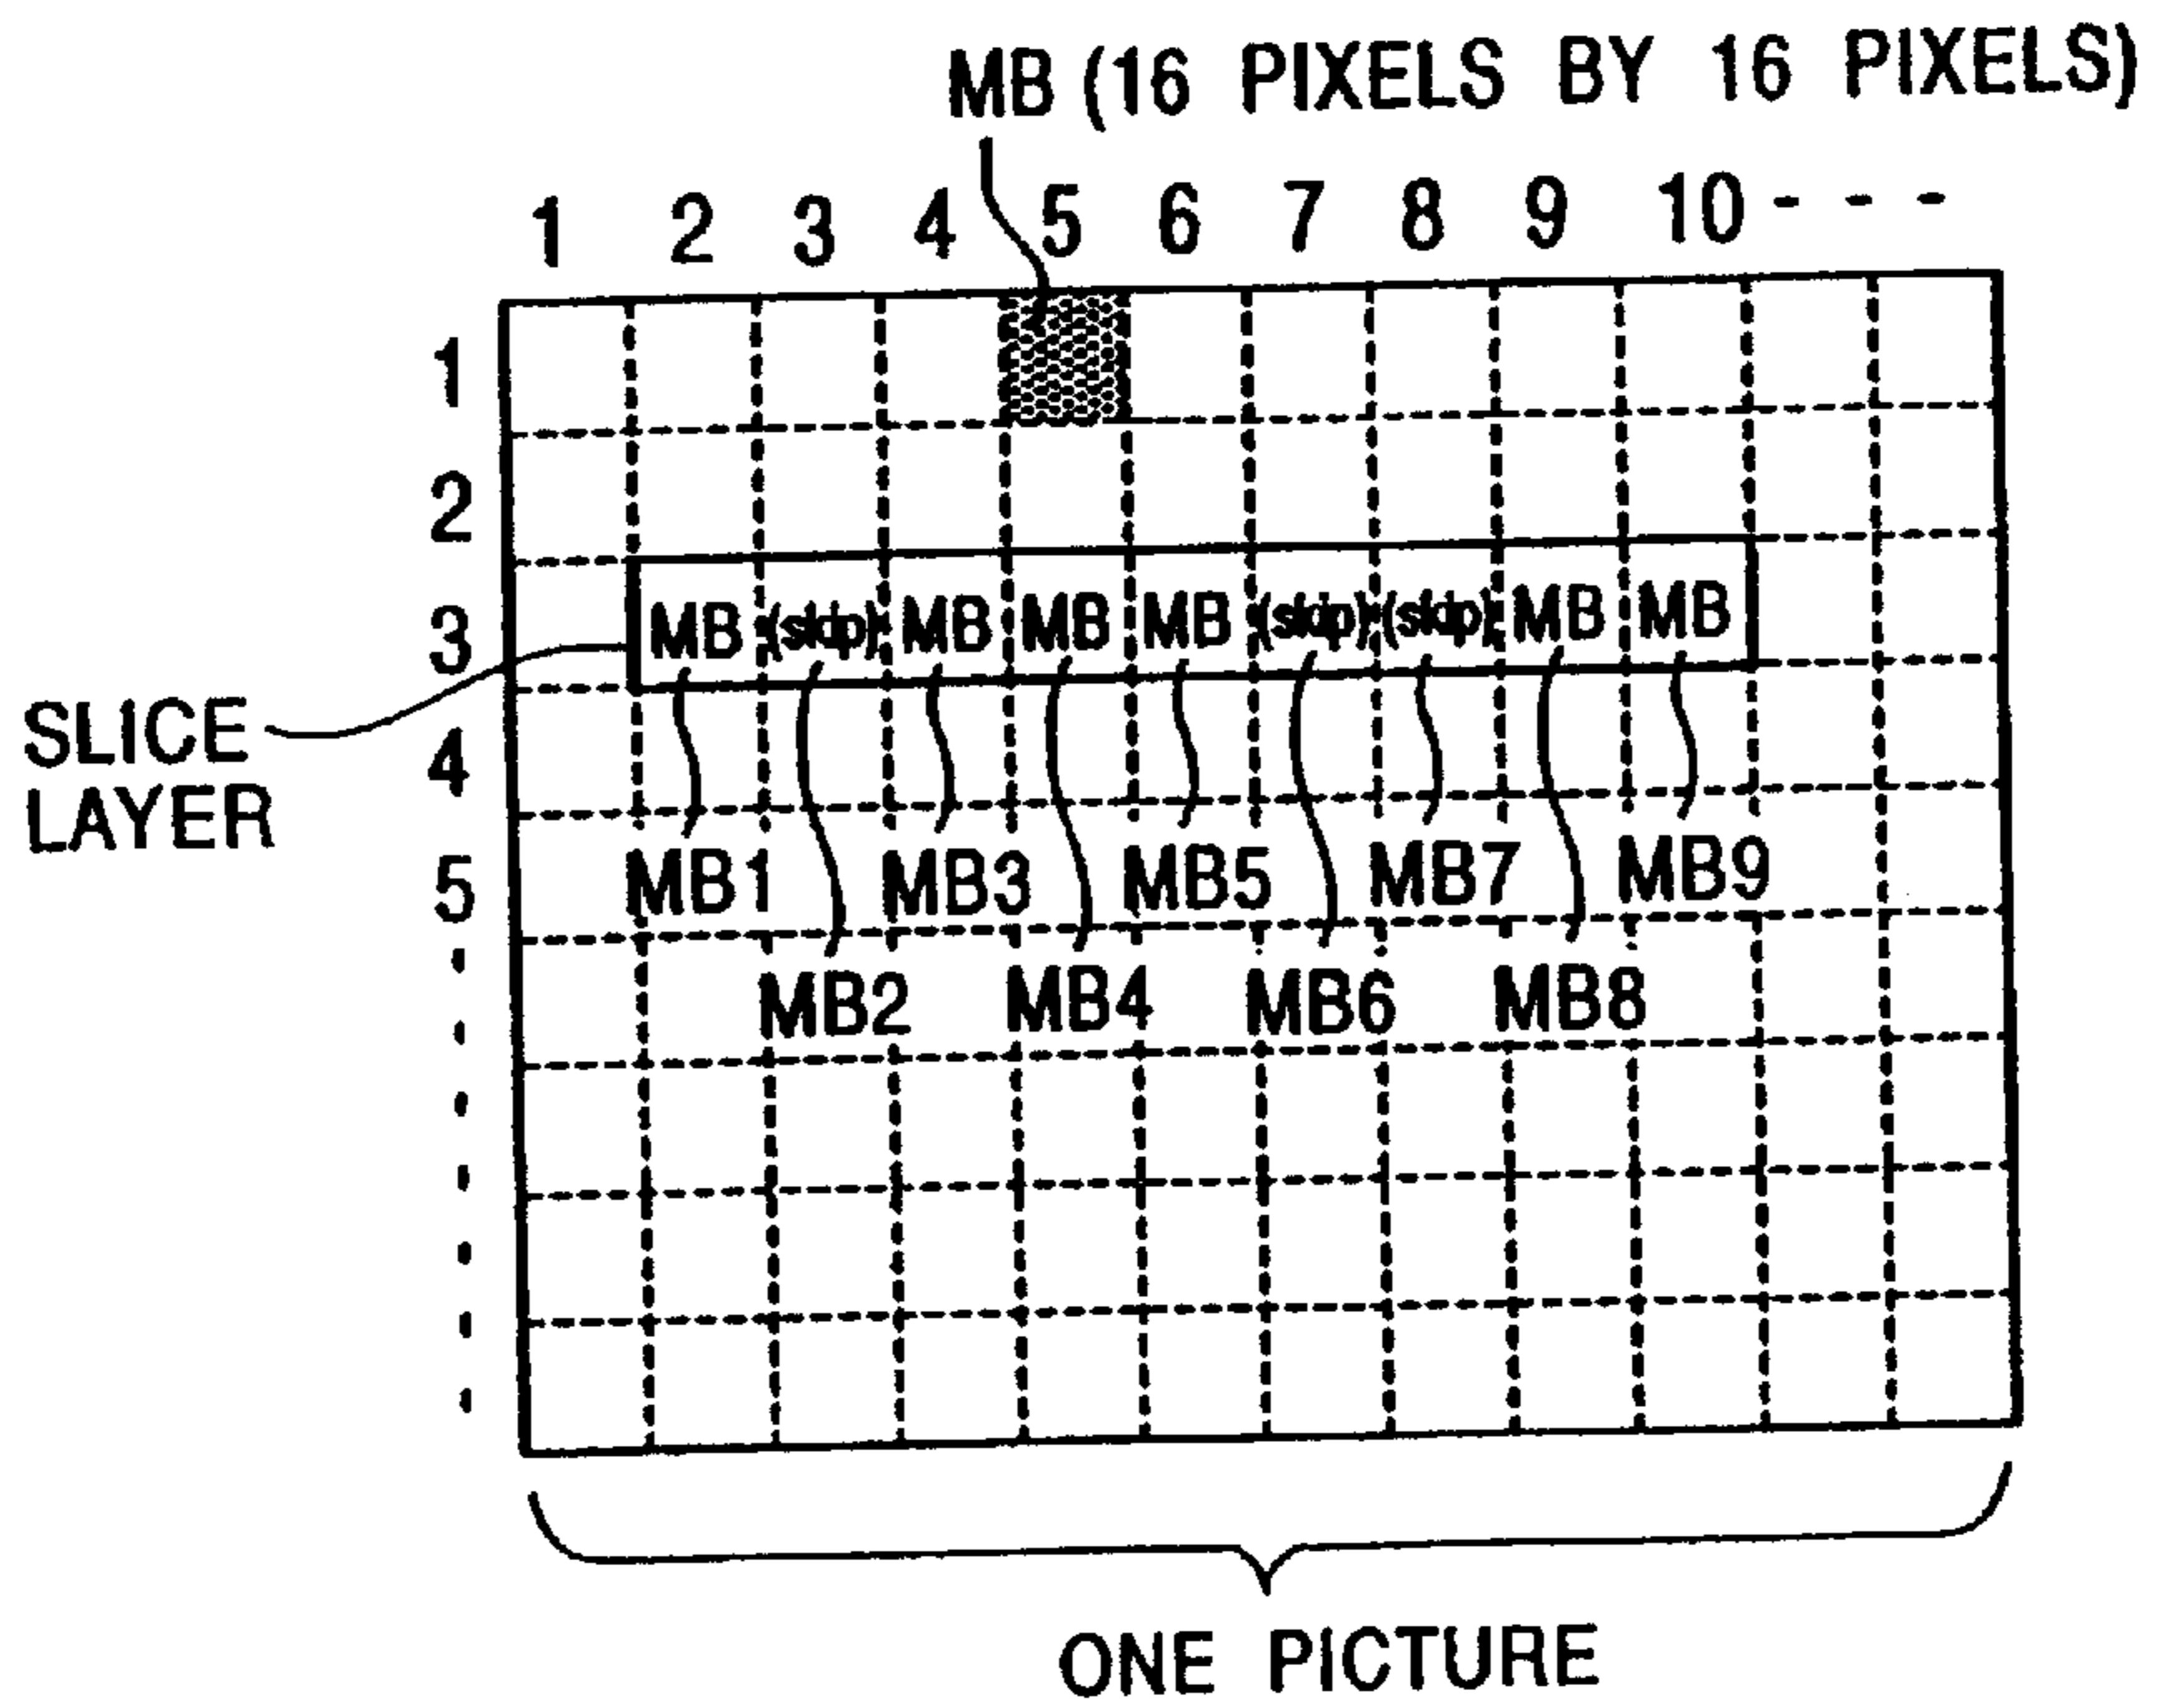 MB (16 PIXELS BY 16 PIXELS)
1 2 3 4 5 6 7 8 9 10 - - -
1
2
3 MB (skip) MB MB MB (skip) (skip) MB MB
SLICE
LAYER
4
5 MB1 MB3 MB5 MB7 MB9
MB2 MB4 MB6 MB8
ONE PICTURE